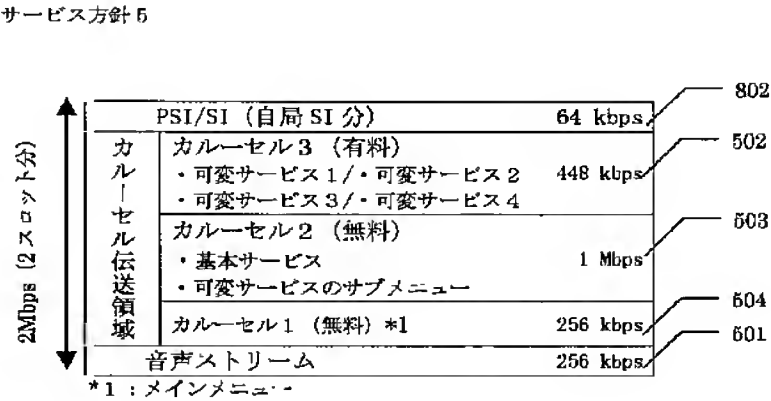 サービス方針5
802
PSI/SI (自局 SI 分) 64 kbps
502
カルーセル伝送領域
カルーセル3 (有料)
・可変サービス1/・可変サービス2 448 kbps
・可変サービス3/・可変サービス4
503
2Mbps (2スロット分)
カルーセル2 (無料)
・基本サービス 1 Mbps
・可変サービスのサブメニュー
504
カルーセル1 (無料) *1 256 kbps
501
音声ストリーム 256 kbps
*1:メインメニュー